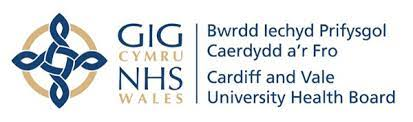 GIG
CYMRU
NHS
WALES
Bwrdd Iechyd Prifysgol
Caerdydd a'r Fro
Cardiff and Vale
University Health Board